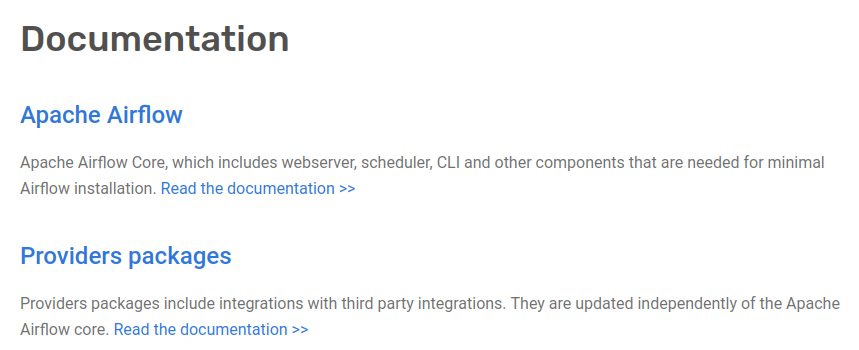 Documentation
Apache Airflow
Apache Airflow Core, which includes webserver, scheduler, CLI and other components that are needed for minimal
Airflow installation. Read the documentation >>
Providers packages
Providers packages include integrations with third party integrations. They are updated independently of the Apache
Airflow core. Read the documentation >>